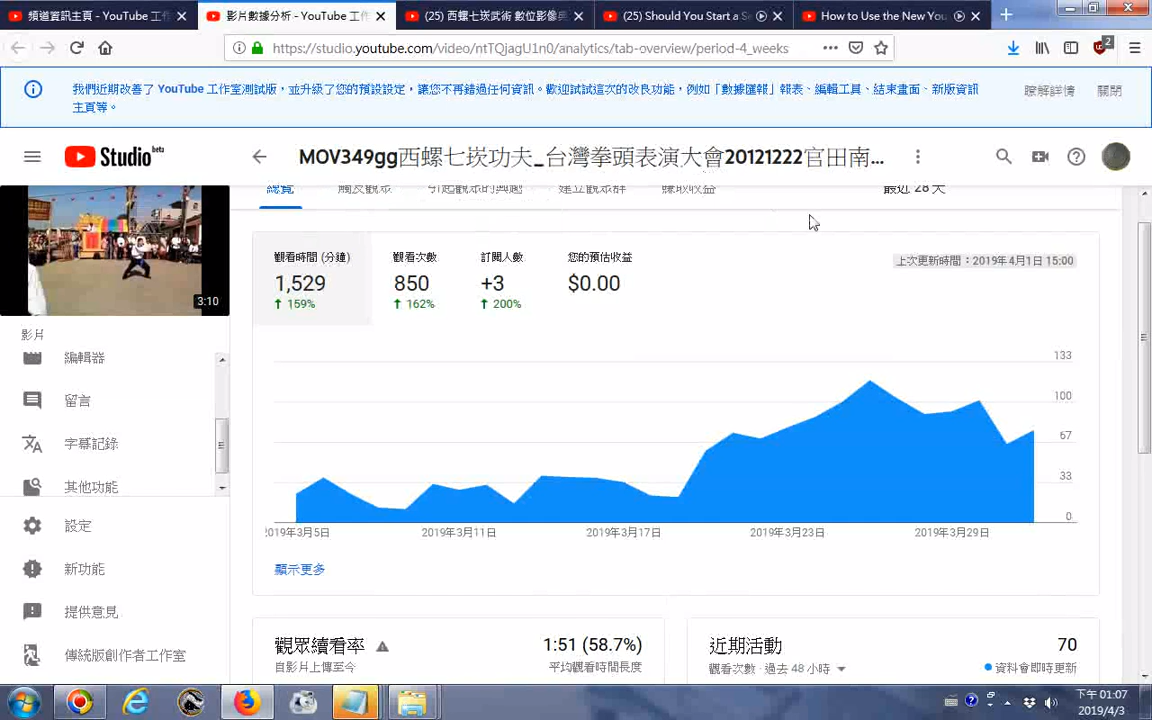 頻道資訊主頁 - YouTube 工作
影片數據分析 - YouTube 工作
(25) 西螺七崁武術 數位影像與
(25) Should You Start a Se
How to Use the New You
https://studio.youtube.com/video/ntTQjagU1n0/analytics/tab-overview/period-4_weeks
2
我們近期改善了 YouTube 工作室測試版，並升級了您的預設設定，讓您不再錯過任何資訊。歡迎試試這次的改良功能，例如「數據匯報」報表、編輯工具、結束畫面、新版資訊
主頁等。
瞭解詳情
關閉
Studio beta
MOV349gg西螺七崁功夫_台灣拳頭表演大會20121222官田南...
總覽
觸及觀眾
引起觀眾的興趣
建立觀眾群
賺取收益
最近 28 天
3:10
影片
編輯器
留言
字幕記錄
其他功能
設定
新功能
提供意見
傳統版創作者工作室
觀看時間 (分鐘)
1,529
159%
觀看次數
850
162%
訂閱人數
+3
200%
您的預估收益
$0.00
上次更新時間：2019年4月1日 15:00
133
100
67
33
0
2019年3月5日
2019年3月11日
2019年3月17日
2019年3月23日
2019年3月29日
顯示更多
觀眾續看率
自影片上傳至今
1:51 (58.7%)
平均觀看時間長度
近期活動
觀看次數 · 過去 48 小時
70
資料會即時更新
下午 01:07
2019/4/3